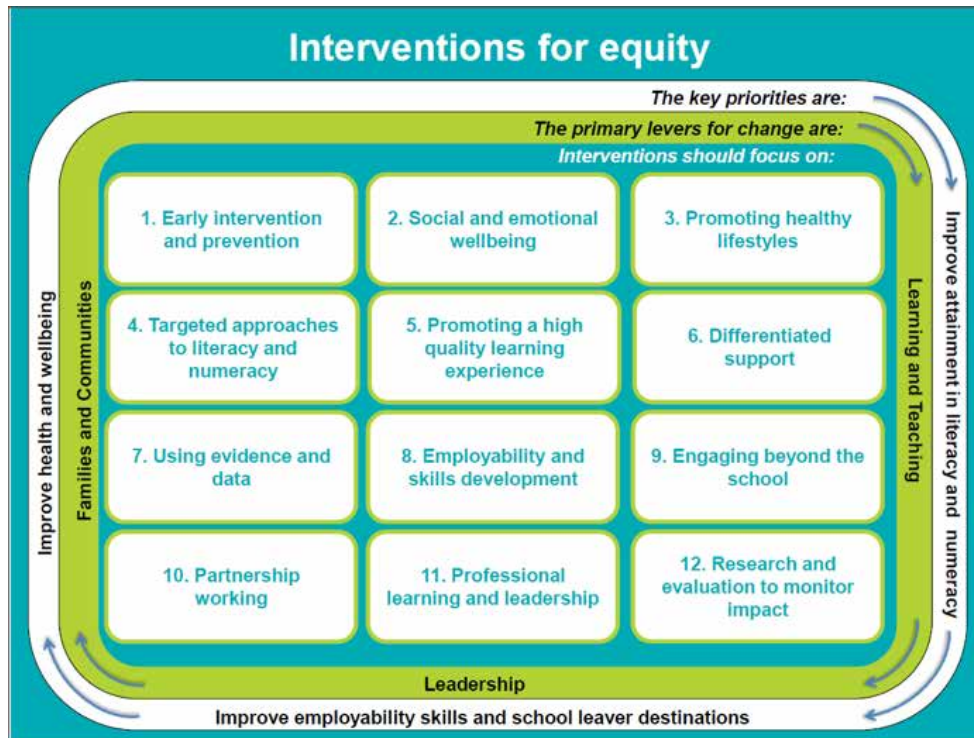 Interventions for equity
The key priorities are:
The primary levers for change are:
Interventions should focus on:
1. Early intervention
and prevention
2. Social and emotional
wellbeing
3. Promoting healthy
lifestyles
4. Targeted approaches
to literacy and
numeracy
5. Promoting a high
quality learning
experience
6. Differentiated
support
7. Using evidence and
data
8. Employability and
skills development
9. Engaging beyond the
school
10. Partnership
working
11. Professional
learning and leadership
12. Research and
evaluation to monitor
impact
Learning and Teaching
Improve attainment in literacy and numeracy
Leadership
Improve employability skills and school leaver destinations
Families and Communities
Improve health and wellbeing